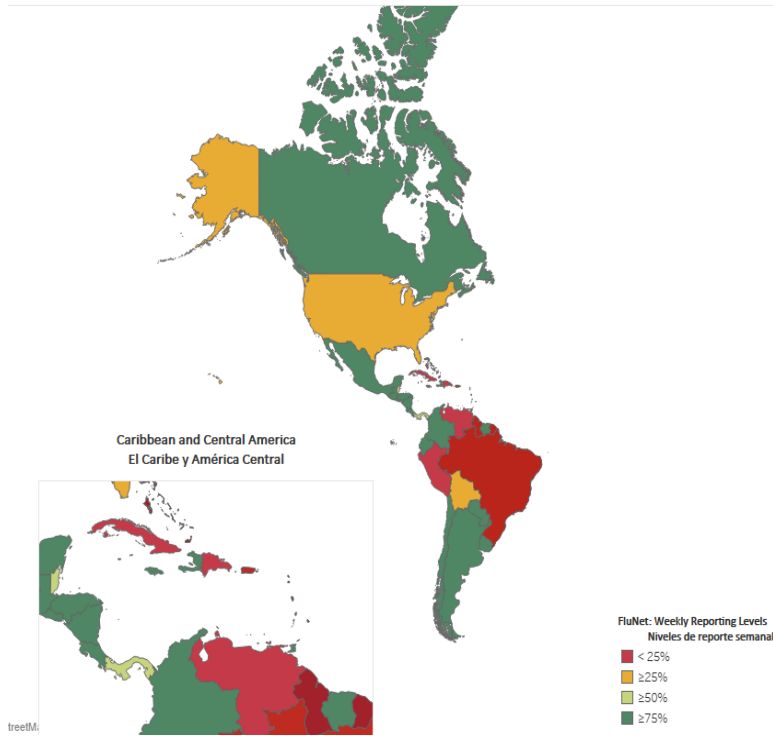 Caribbean and Central America
El Caribe y América Central
FluNet: Weekly Reporting Levels
Niveles de reporte semanal
< 25%
≥25%
≥50%
≥75%